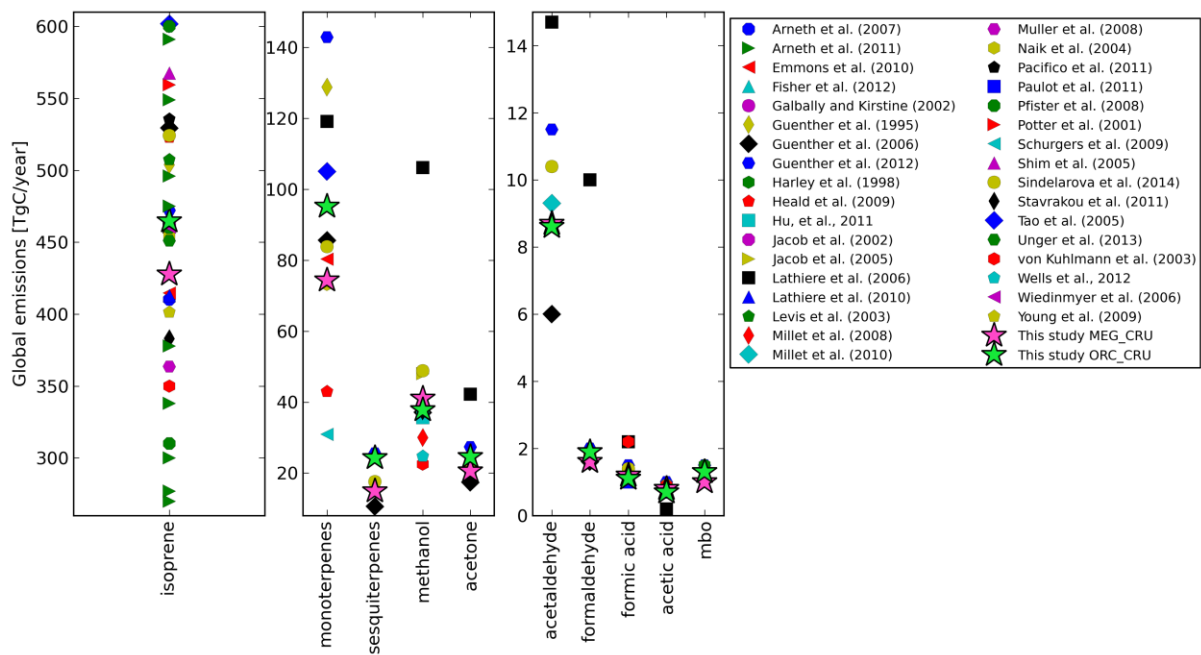 Global emissions [TgC/year]
600
550
500
450
400
350
300
isoprene
140
120
100
80
60
40
20
monoterpenes
sesquiterpenes
methanol
acetone
14
12
10
8
6
4
2
0
acetaldehyde
formaldehyde
formic acid
acetic acid
mbo
Arneth et al. (2007)
Arneth et al. (2011)
Emmons et al. (2010)
Fisher et al. (2012)
Galbally and Kirstine (2002)
Guenther et al. (1995)
Guenther et al. (2006)
Guenther et al. (2012)
Harley et al. (1998)
Heald et al. (2009)
Hu, et al., 2011
Jacob et al. (2002)
Jacob et al. (2005)
Lathiere et al. (2006)
Lathiere et al. (2010)
Levis et al. (2003)
Millet et al. (2008)
Millet et al. (2010)
Muller et al. (2008)
Naik et al. (2004)
Pacifico et al. (2011)
Paulot et al. (2011)
Pfister et al. (2008)
Potter et al. (2001)
Schurgers et al. (2009)
Shim et al. (2005)
Sindelarova et al. (2014)
Stavrakou et al. (2011)
Tao et al. (2005)
Unger et al. (2013)
von Kuhlmann et al. (2003)
Wells et al., 2012
Wiedinmyer et al. (2006)
Young et al. (2009)
This study MEG_CRU
This study ORC_CRU